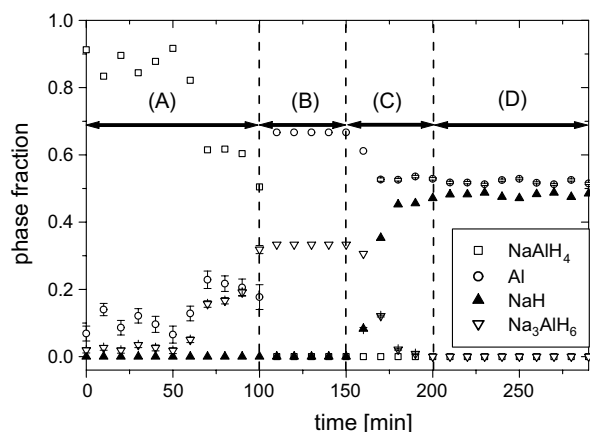 1.0
0.8
0.6
0.4
0.2
0.0
phase fraction
(A)
(B)
(C)
(D)
NaAlH4
Al
NaH
Na3AlH6
0
50
100
150
200
250
time [min]